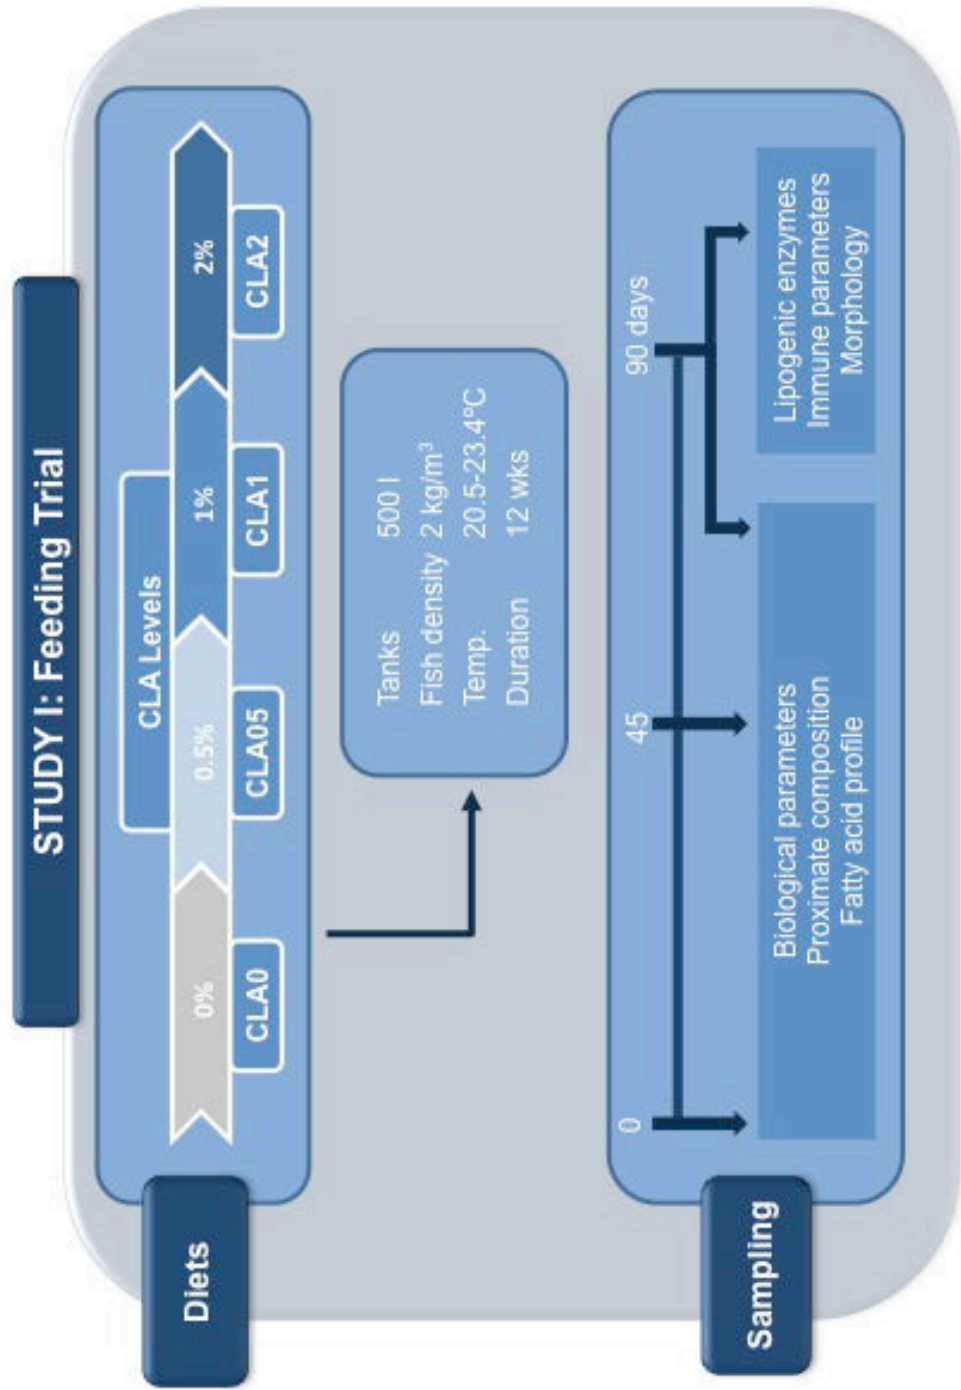 STUDY I: Feeding Trial
Diets
CLA Levels
0% 0.5% 1% 2%
CLA0 CLA05 CLA1 CLA2
Tanks 500 l
Fish density 2 kg/m³
Temp. 20.5-23.4ºC
Duration 12 wks
Sampling
0 45 90 days
Biological parameters
Proximate composition
Fatty acid profile
Lipogenic enzymes
Immune parameters
Morphology